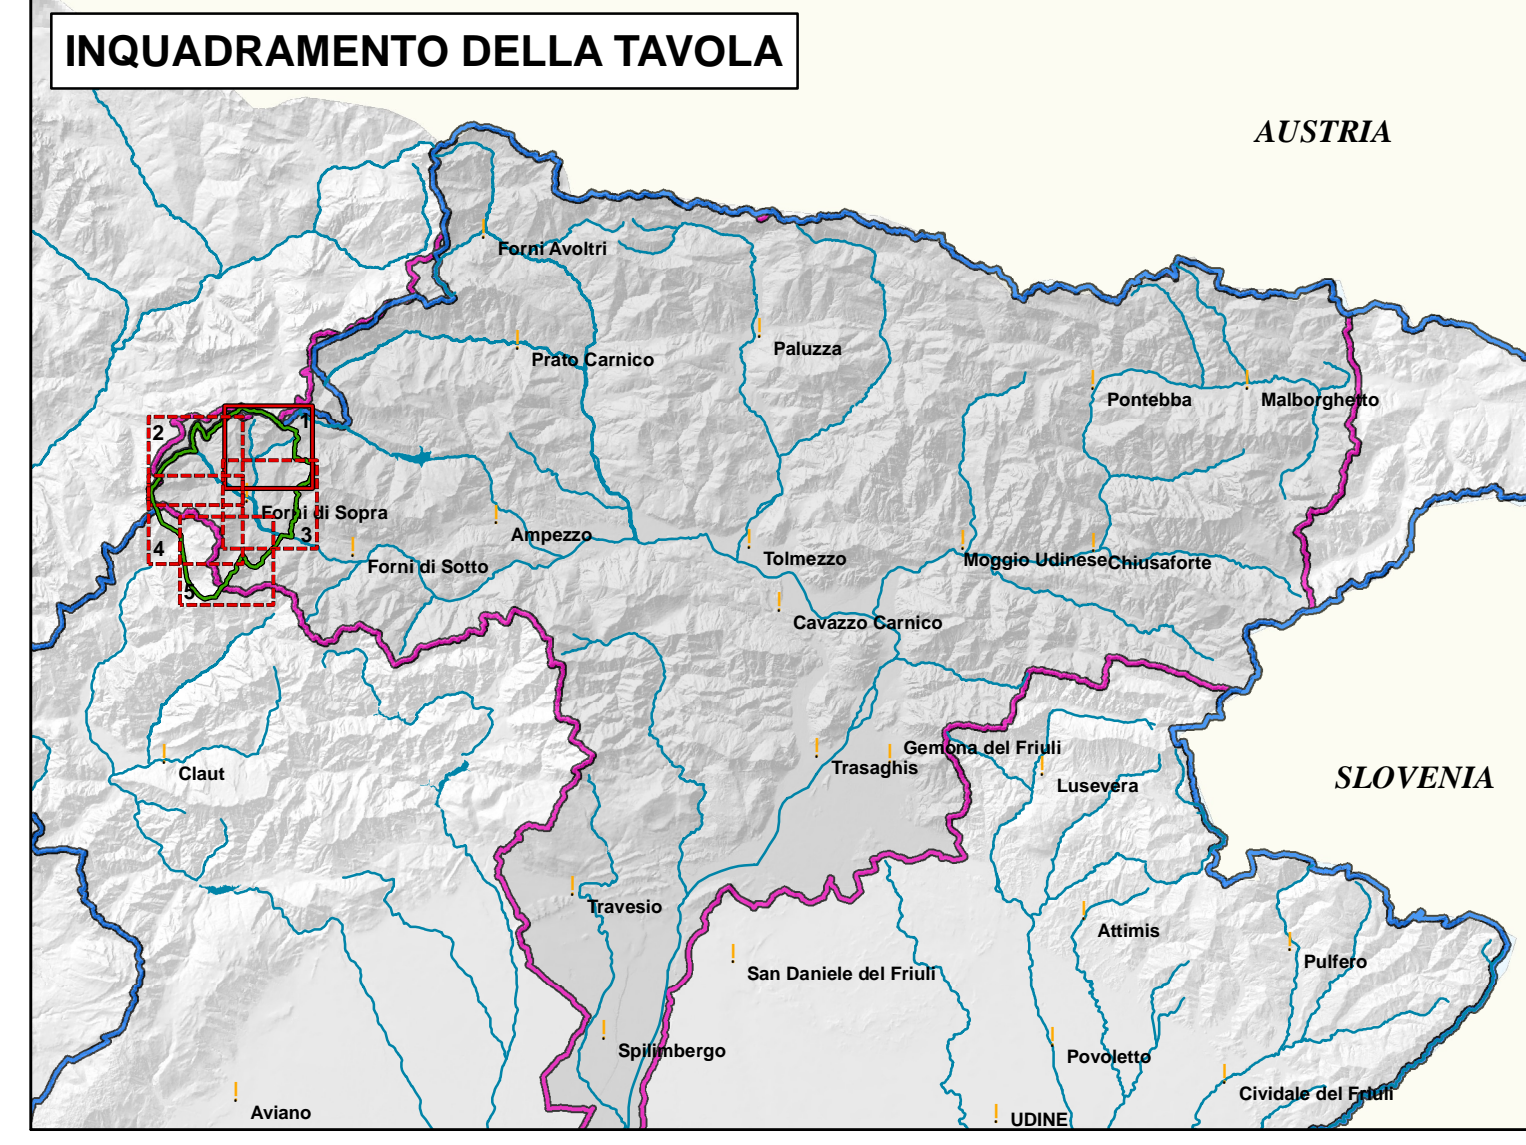 INQUADRAMENTO DELLA TAVOLA
AUSTRIA
Forni Avoltri
Paluzza
Prato Carnico
Pontebba
Malborghetto
1
2
Forni di Sopra
3
Ampezzo
4
Tolmezzo
Moggio Udinese
Chiusaforte
Forni di Sotto
5
Cavazzo Carnico
Gemona del Friuli
Trasaghis
Claut
SLOVENIA
Lusevera
Travesio
Attimis
Pulfero
San Daniele del Friuli
Spilimbergo
Povoletto
Cividale del Friuli
Aviano
UDINE